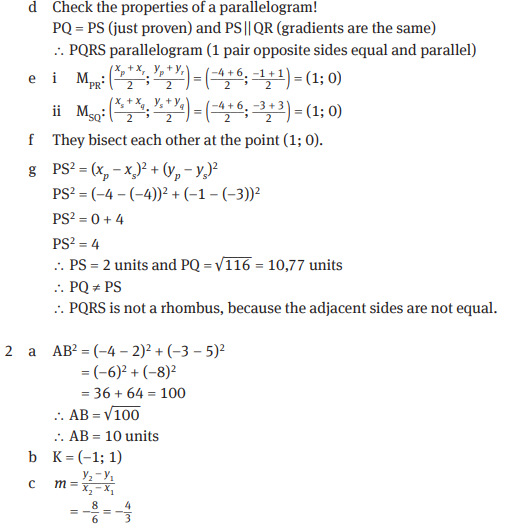 d Check the properties of a parallelogram!
PQ = PS (just proven) and PS || QR (gradients are the same)
∴ PQRS parallelogram (1 pair opposite sides equal and parallel)
e i M_PR: ((x_p + x_r)/2; (y_p + y_r)/2) = ((−4 + 6)/2; (−1 + 1)/2) = (1; 0)
ii M_SQ: ((x_s + x_q)/2; (y_s + y_q)/2) = ((−4 + 6)/2; (−3 + 3)/2) = (1; 0)
f They bisect each other at the point (1; 0).
g PS² = (x_p − x_s)² + (y_p − y_s)²
PS² = (−4 − (−4))² + (−1 − (−3))²
PS² = 0 + 4
PS² = 4
∴ PS = 2 units and PQ = √116 = 10,77 units
∴ PQ ≠ PS
∴ PQRS is not a rhombus, because the adjacent sides are not equal.
2 a AB² = (−4 − 2)² + (−3 − 5)²
= (−6)² + (−8)²
= 36 + 64 = 100
∴ AB = √100
∴ AB = 10 units
b K = (−1; 1)
c m = (y₂ − y₁)/(x₂ − x₁)
= −8/6 = −4/3